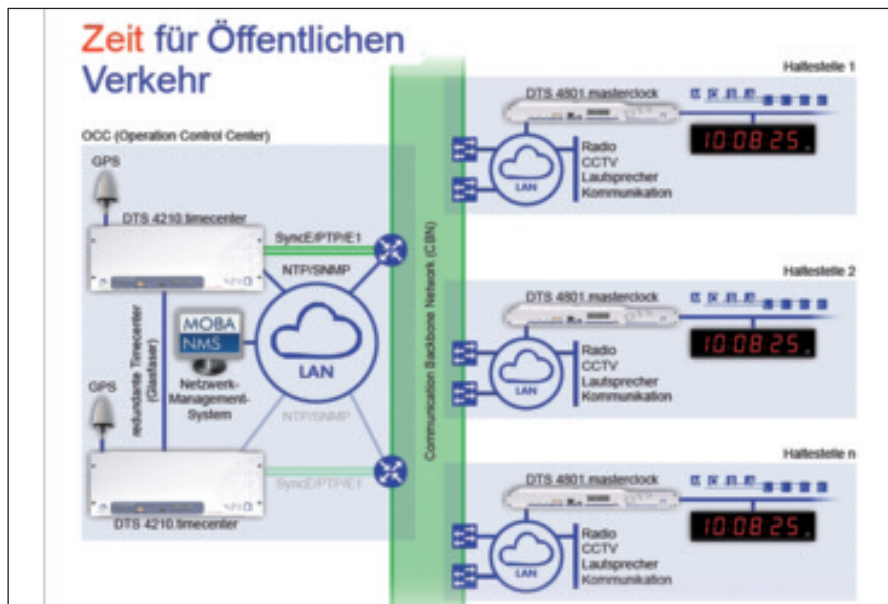 Zeit für Öffentlichen
Verkehr
OCC (Operation Control Center)
GPS
DTS 4210.timecenter
SyncE/PTP/E1
NTP/SNMP
MOBA
NMS
Netzwerk-
Management-
System
LAN
redundante Timecenter
(Glasfaser)
GPS
NTP/SNMP
SyncE/PTP/E1
DTS 4210.timecenter
Communication Backbone Network (CBN)
Haltestelle 1
DTS 4801.masterclock
10:08:25
LAN
Radio
CCTV
Lautsprecher
Kommunikation
Haltestelle 2
DTS 4801.masterclock
10:08:25
LAN
Radio
CCTV
Lautsprecher
Kommunikation
Haltestelle n
DTS 4801.masterclock
10:08:25
LAN
Radio
CCTV
Lautsprecher
Kommunikation